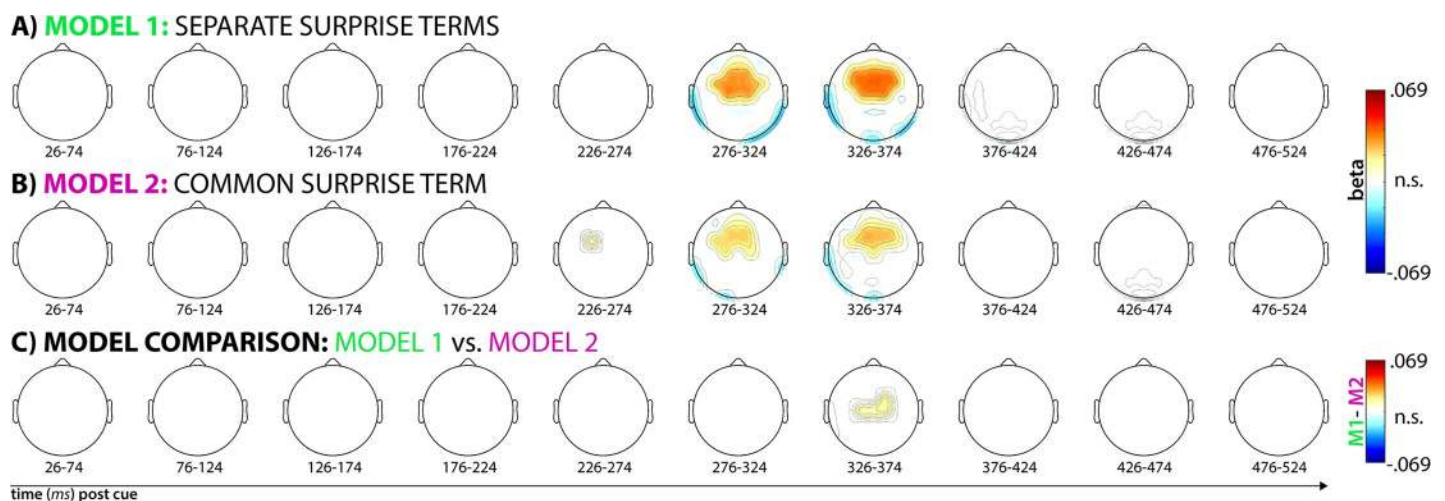 A) MODEL 1: SEPARATE SURPRISE TERMS
26-74 76-124 126-174 176-224 226-274 276-324 326-374 376-424 426-474 476-524
B) MODEL 2: COMMON SURPRISE TERM
26-74 76-124 126-174 176-224 226-274 276-324 326-374 376-424 426-474 476-524
C) MODEL COMPARISON: MODEL 1 vs. MODEL 2
26-74 76-124 126-174 176-224 226-274 276-324 326-374 376-424 426-474 476-524
time (ms) post cue
beta
.069
n.s.
-.069
M1- M2
.069
n.s.
-.069